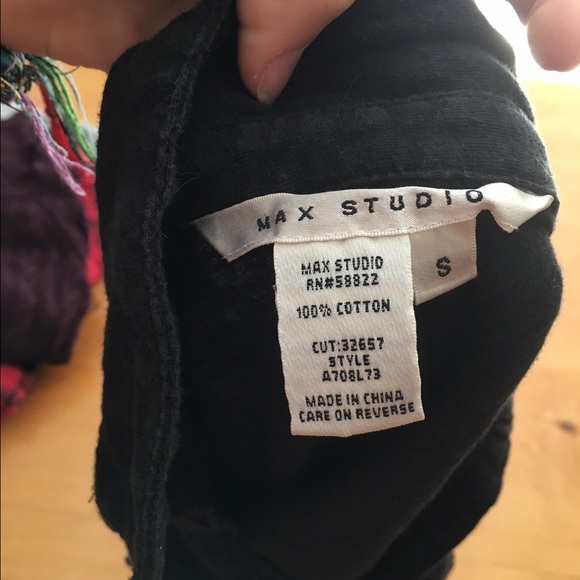 MAX STUDIO
S
MAX STUDIO
RN#58822
100% COTTON
CUT:32657
STYLE
A708L73
MADE IN CHINA
CARE ON REVERSE